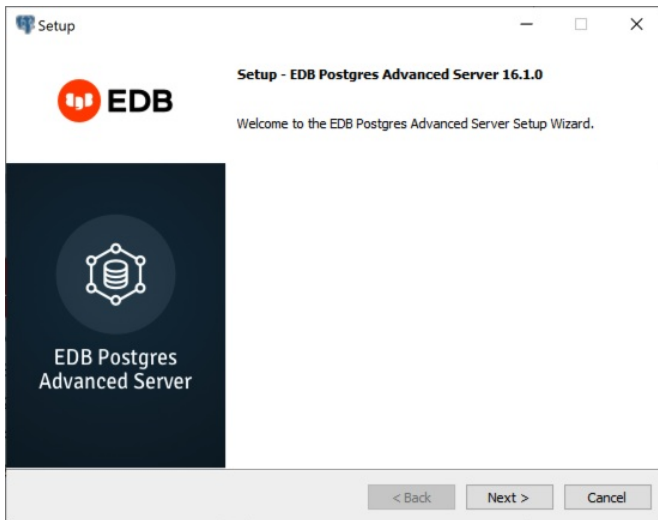 Setup
EDB
Setup - EDB Postgres Advanced Server 16.1.0
Welcome to the EDB Postgres Advanced Server Setup Wizard.
EDB Postgres
Advanced Server
< Back
Next >
Cancel